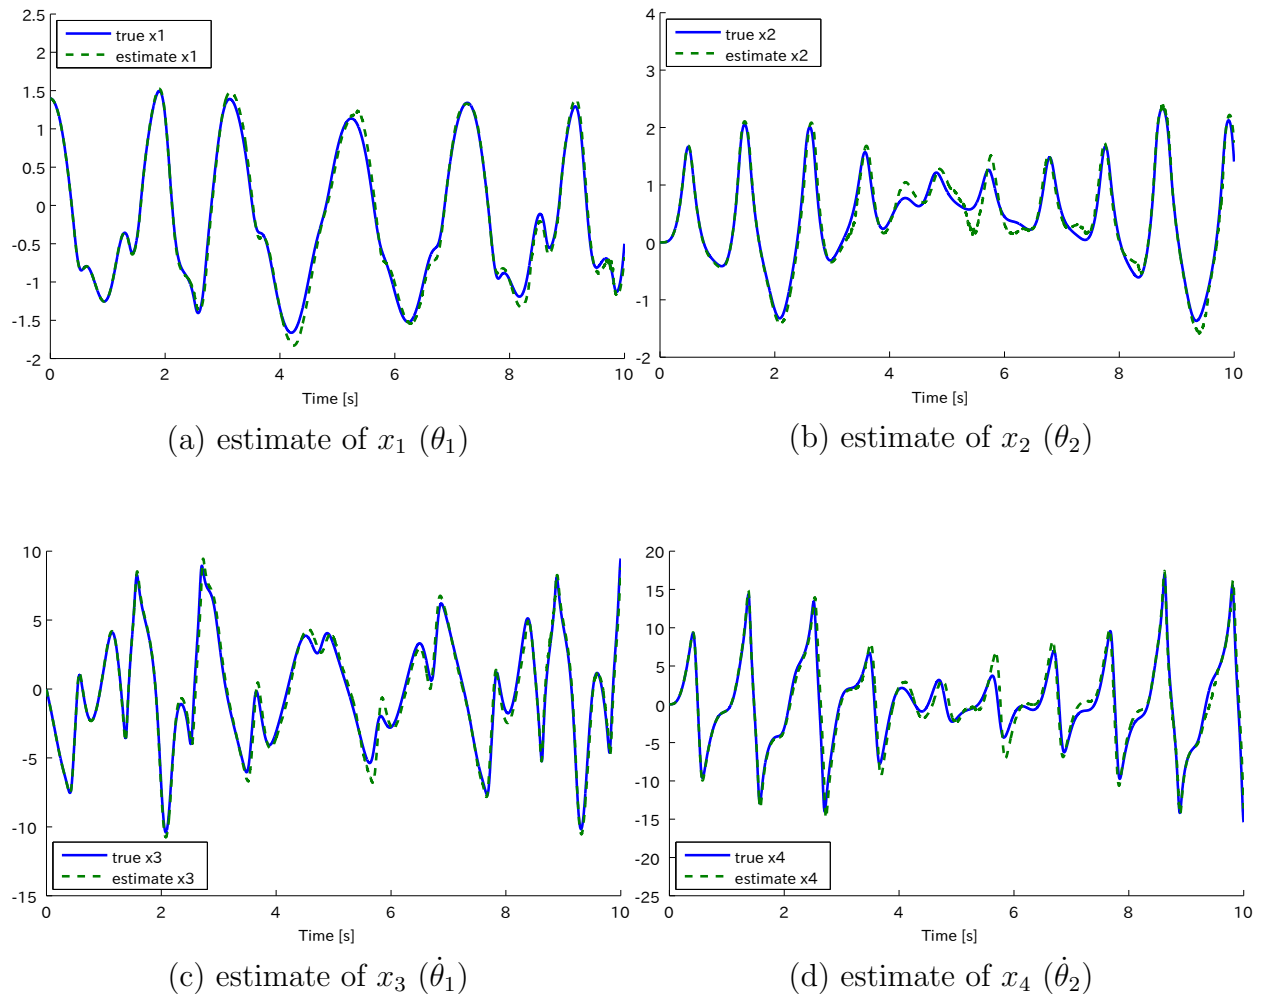 2.5
2
1.5
1
0.5
0
-0.5
-1
-1.5
-2
true x1
estimate x1
0 2 4 6 8 10
Time [s]
(a) estimate of x₁ (θ₁)
4
3
2
1
0
-1
-2
true x2
estimate x2
0 2 4 6 8 10
Time [s]
(b) estimate of x₂ (θ₂)
10
5
0
-5
-10
-15
true x3
estimate x3
0 2 4 6 8 10
Time [s]
(c) estimate of x₃ (θ̇₁)
20
15
10
5
0
-5
-10
-15
-20
-25
true x4
estimate x4
0 2 4 6 8 10
Time [s]
(d) estimate of x₄ (θ̇₂)